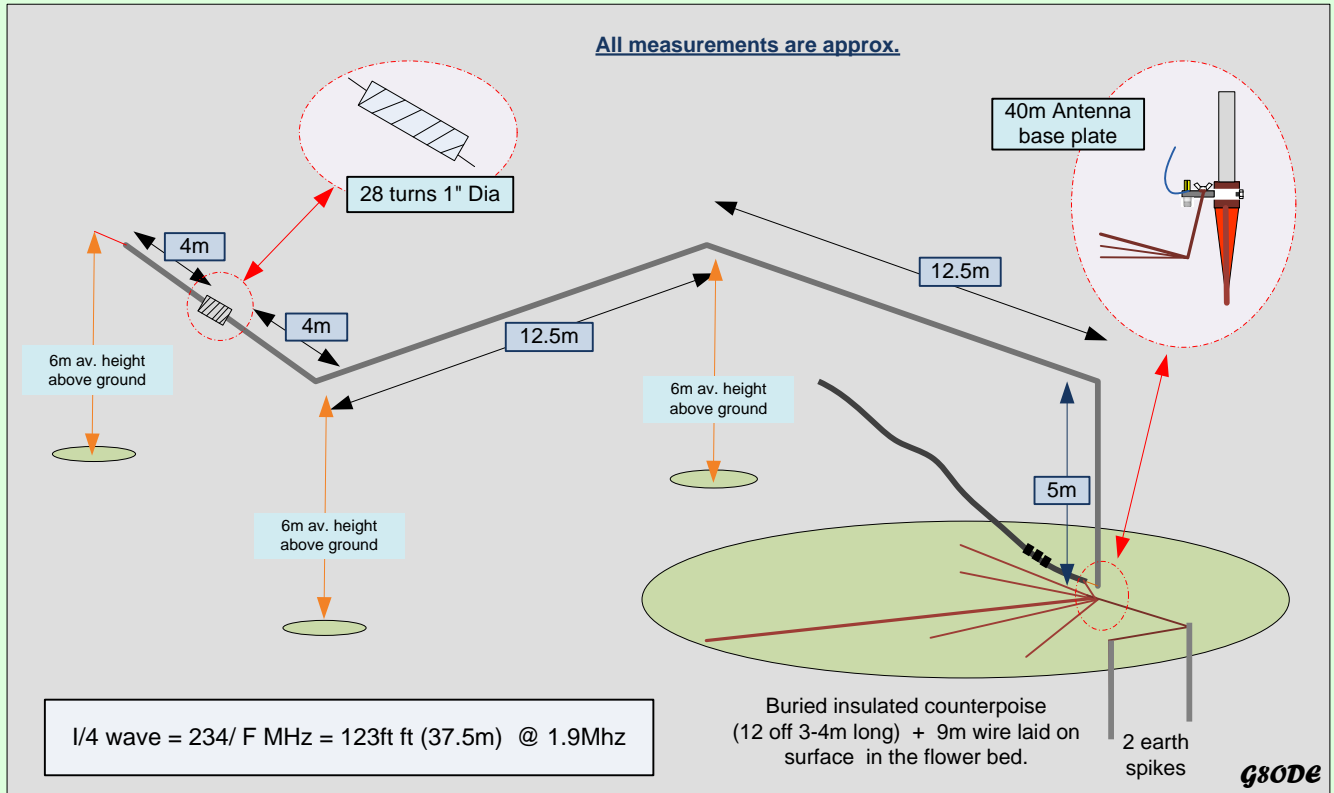 All measurements are approx.
40m Antenna
base plate
28 turns 1" Dia
4m
4m
12.5m
12.5m
6m av. height
above ground
6m av. height
above ground
6m av. height
above ground
5m
I/4 wave = 234/ F MHz = 123ft ft (37.5m) @ 1.9Mhz
Buried insulated counterpoise
(12 off 3-4m long) + 9m wire laid on
surface in the flower bed.
2 earth
spikes
G8ODE